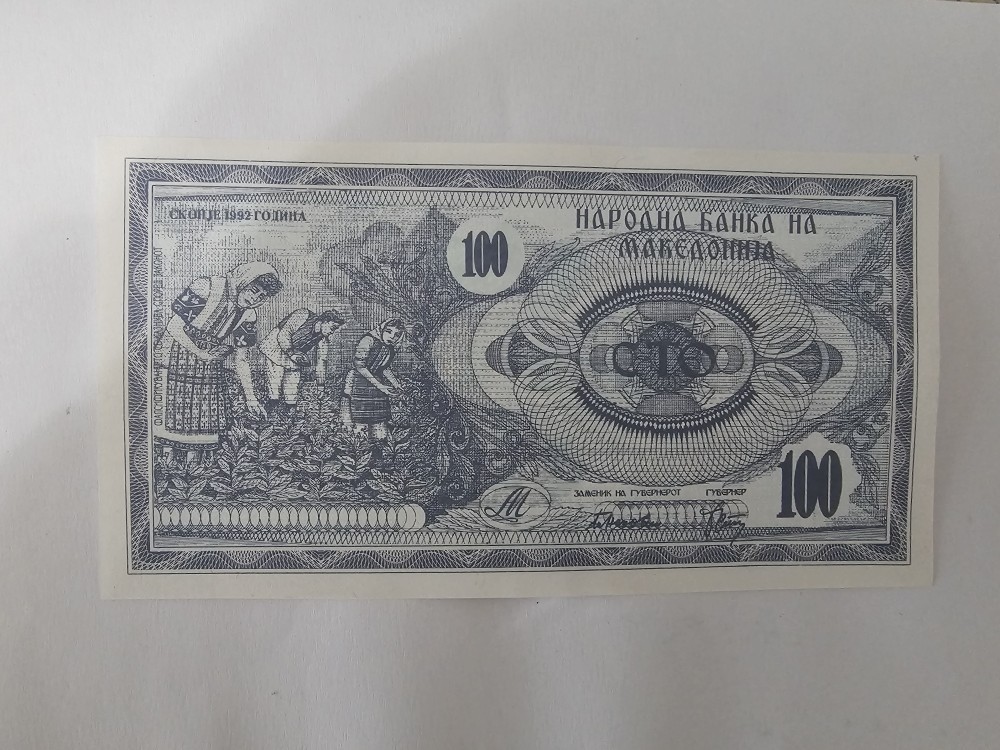 СКОПЈЕ 1992 ГОДИНА
100
НАРОДНА БАНКА НА
МАКЕДОНИЈА
СТО
ЗАМЕНИК НА ГУВЕРНЕРОТ ГУВЕРНЕР
100
М